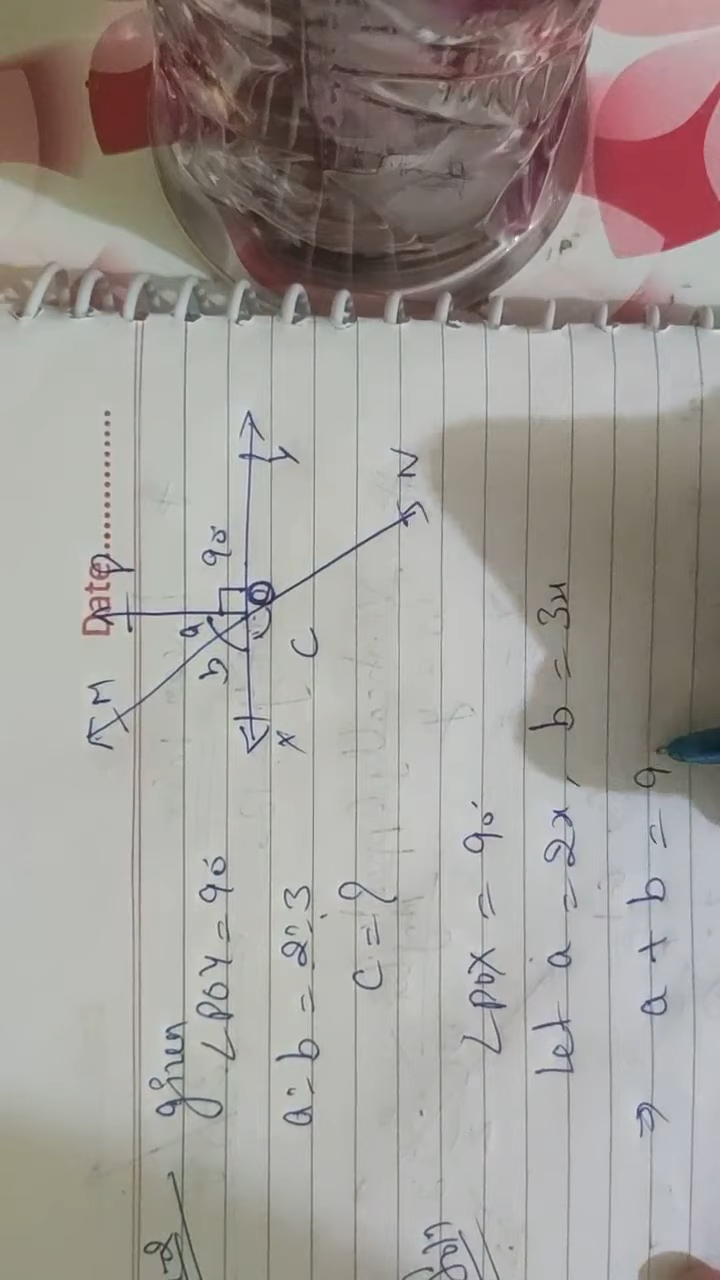 Date..............
P
M
a
b
90°
O
X
Y
C
N
given
∠POY = 90°
a:b = 2:3
C = ?
Soln
∠POX = 90°
Let a = 2x, b = 3x
⇒ a + b = 9